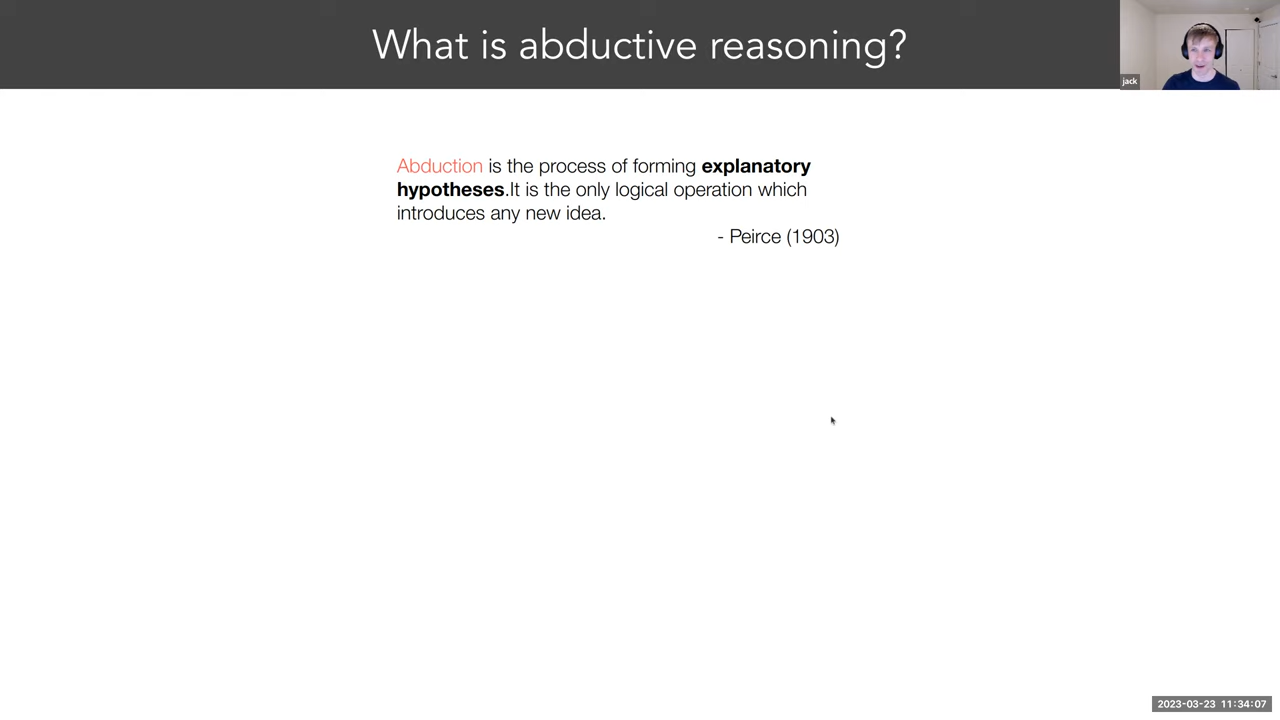 What is abductive reasoning?
jack
Abduction is the process of forming explanatory
hypotheses.It is the only logical operation which
introduces any new idea.
- Peirce (1903)
2023-03-23 11:34:07